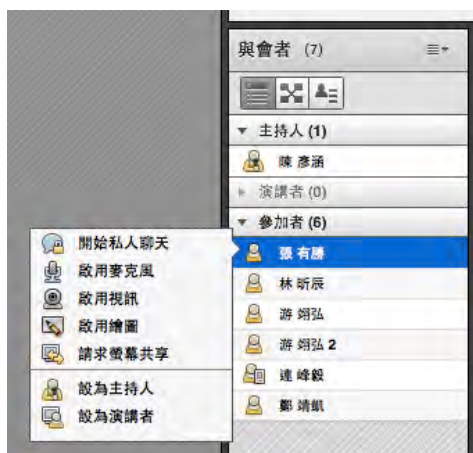 與會者 (7)
主持人 (1)
陳 彥涵
演講者 (0)
參加者 (6)
張 有勝
林 昕辰
游 翊弘
游 翊弘 2
連 峰毅
鄭 靖凱
開始私人聊天
啟用麥克風
啟用視訊
啟用繪圖
請求螢幕共享
設為主持人
設為演講者